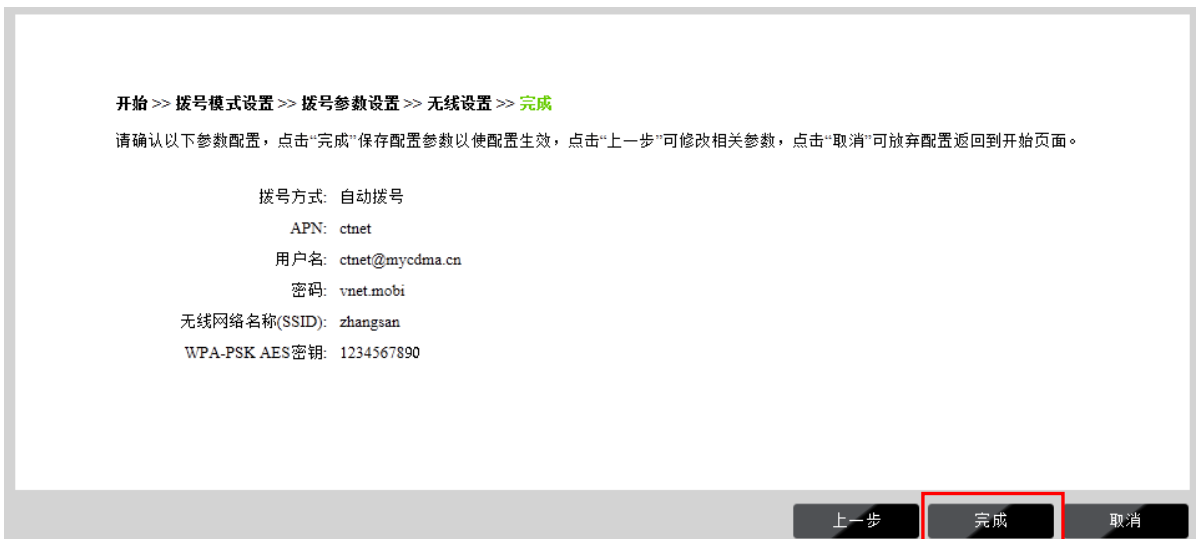 开始 >> 拨号模式设置 >> 拨号参数设置 >> 无线设置 >> 完成
请确认以下参数配置，点击“完成”保存配置参数以使配置生效，点击“上一步”可修改相关参数，点击“取消”可放弃配置返回到开始页面。
拨号方式: 自动拨号
APN: ctnet
用户名: ctnet@mycdma.cn
密码: vnet.mobi
无线网络名称(SSID): zhangsan
WPA-PSK AES密钥: 1234567890
上一步 完成 取消